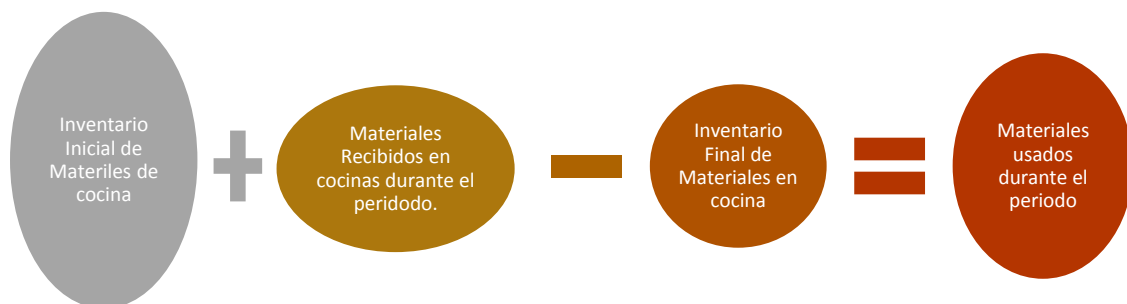 Inventario
Inicial de
Materiles de
cocina
Materiales
Recibidos en
cocinas durante el
peridodo.
Inventario
Final de
Materiales en
cocina
Materiales
usados
durante el
periodo